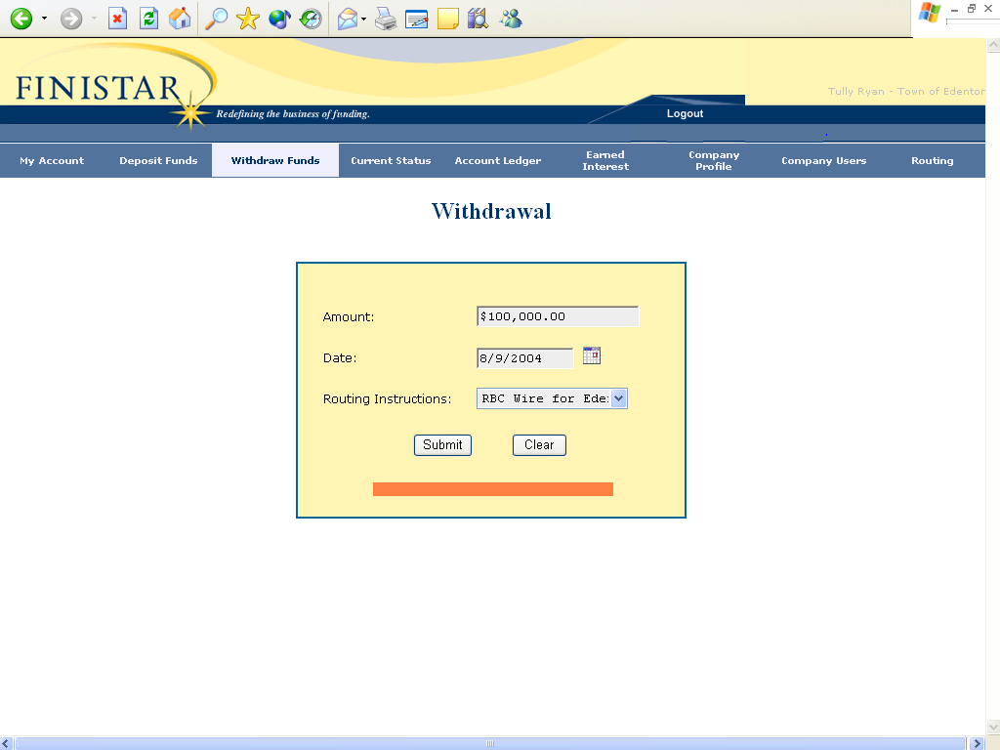 FINISTAR
Redefining the business of funding.
Tully Ryan - Town of Edenton
Logout
My Account
Deposit Funds
Withdraw Funds
Current Status
Account Ledger
Earned
Interest
Company
Profile
Company Users
Routing
Withdrawal
Amount:
$100,000.00
Date:
8/9/2004
Routing Instructions:
RBC Wire for Ede
Submit
Clear